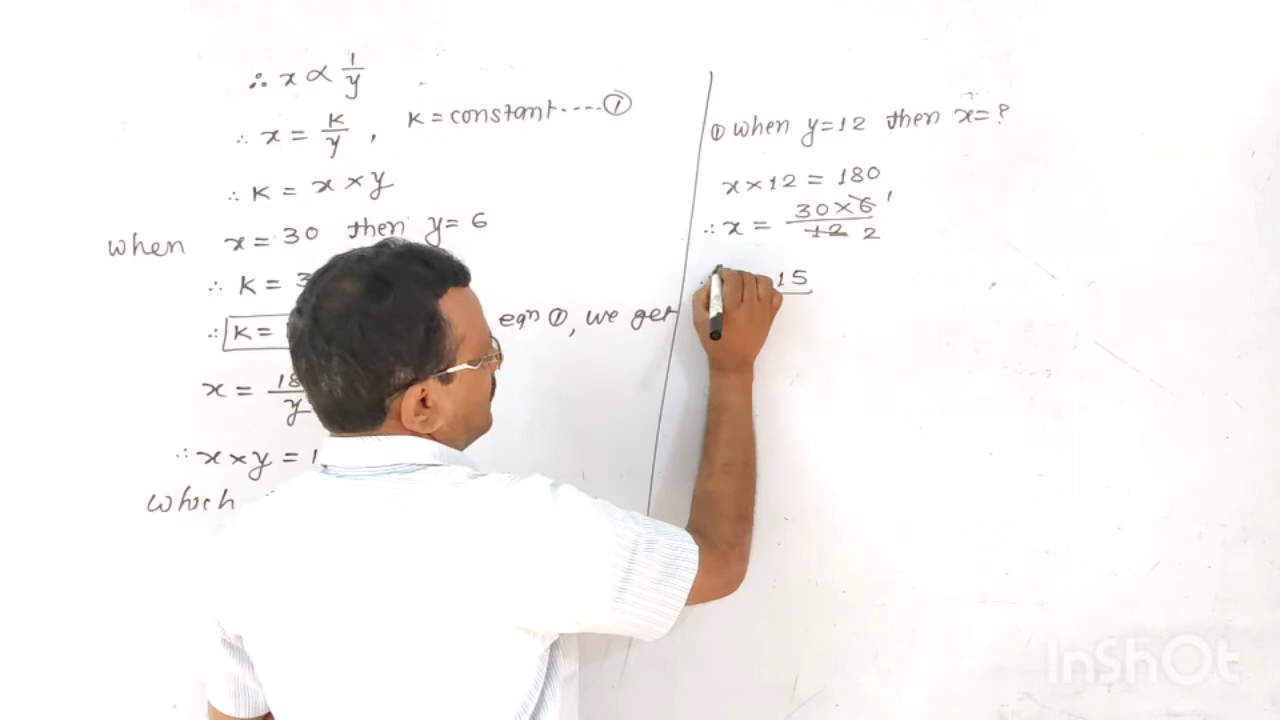 ∴ x ∝ 1/y
∴ x = K/y , K = constant ---- ①
∴ K = x × y
when x = 30 then y = 6
∴ K = 3
∴ K =
eqn ①, we get
x = 18/y
∴ x × y = 1
which
① when y=12 then x=?
x × 12 = 180
∴ x = 30×6 1/12 2
15
InShOt